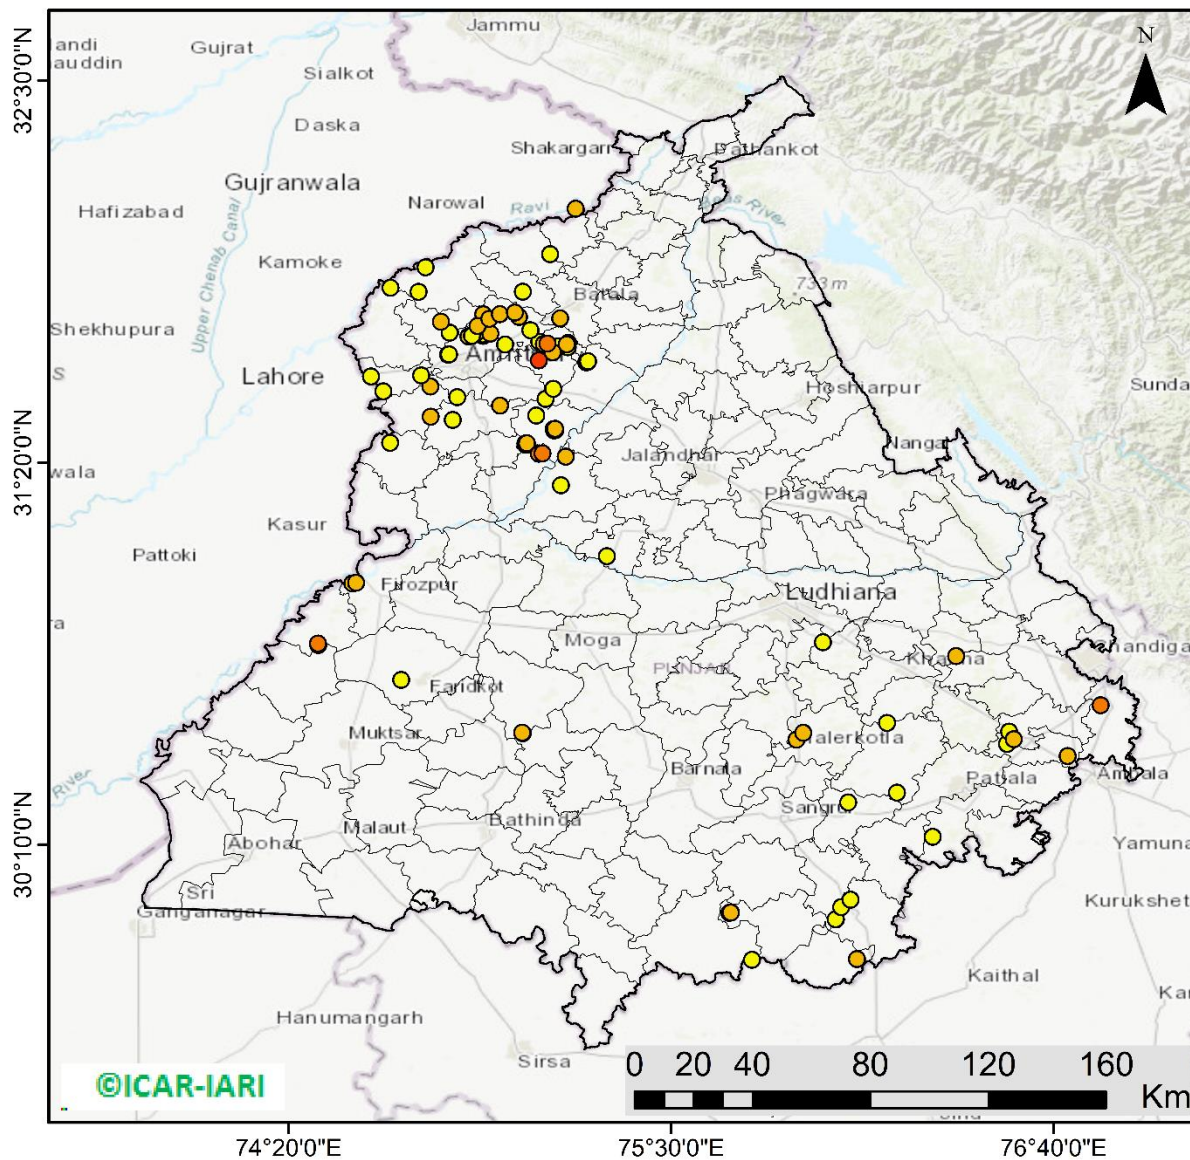 Jammu
andi
auddin
Gujrat
Sialkot
N
32°30'0"N
Daska
Shakargarh
Pathankot
Gujranwala
Hafizabad
Narowal
Ravi
Beas River
Upper Chenab Canal
Kamoke
733 m
Batala
Shekhupura
Amritsar
Lahore
Hoshiarpur
Sunda
S
31°20'0"N
wala
Nangal
Jalandhar
Phagwara
Kasur
Pattoki
Firozpur
Ludhiana
ra
Moga
Chandiga
PUNJAB
Khanna
Faridkot
Muktsar
Malerkotla
Barnala
River
Patiala
Ambala
Sangrur
Bathinda
Malaut
Abohar
30°10'0"N
Yamuna
Sri
Ganganagar
Kurukshet
Kaithal
Ka
Hanumangarh
Sirsa
0 20 40 80 120 160
Km
©ICAR-IARI
74°20'0"E 75°30'0"E 76°40'0"E